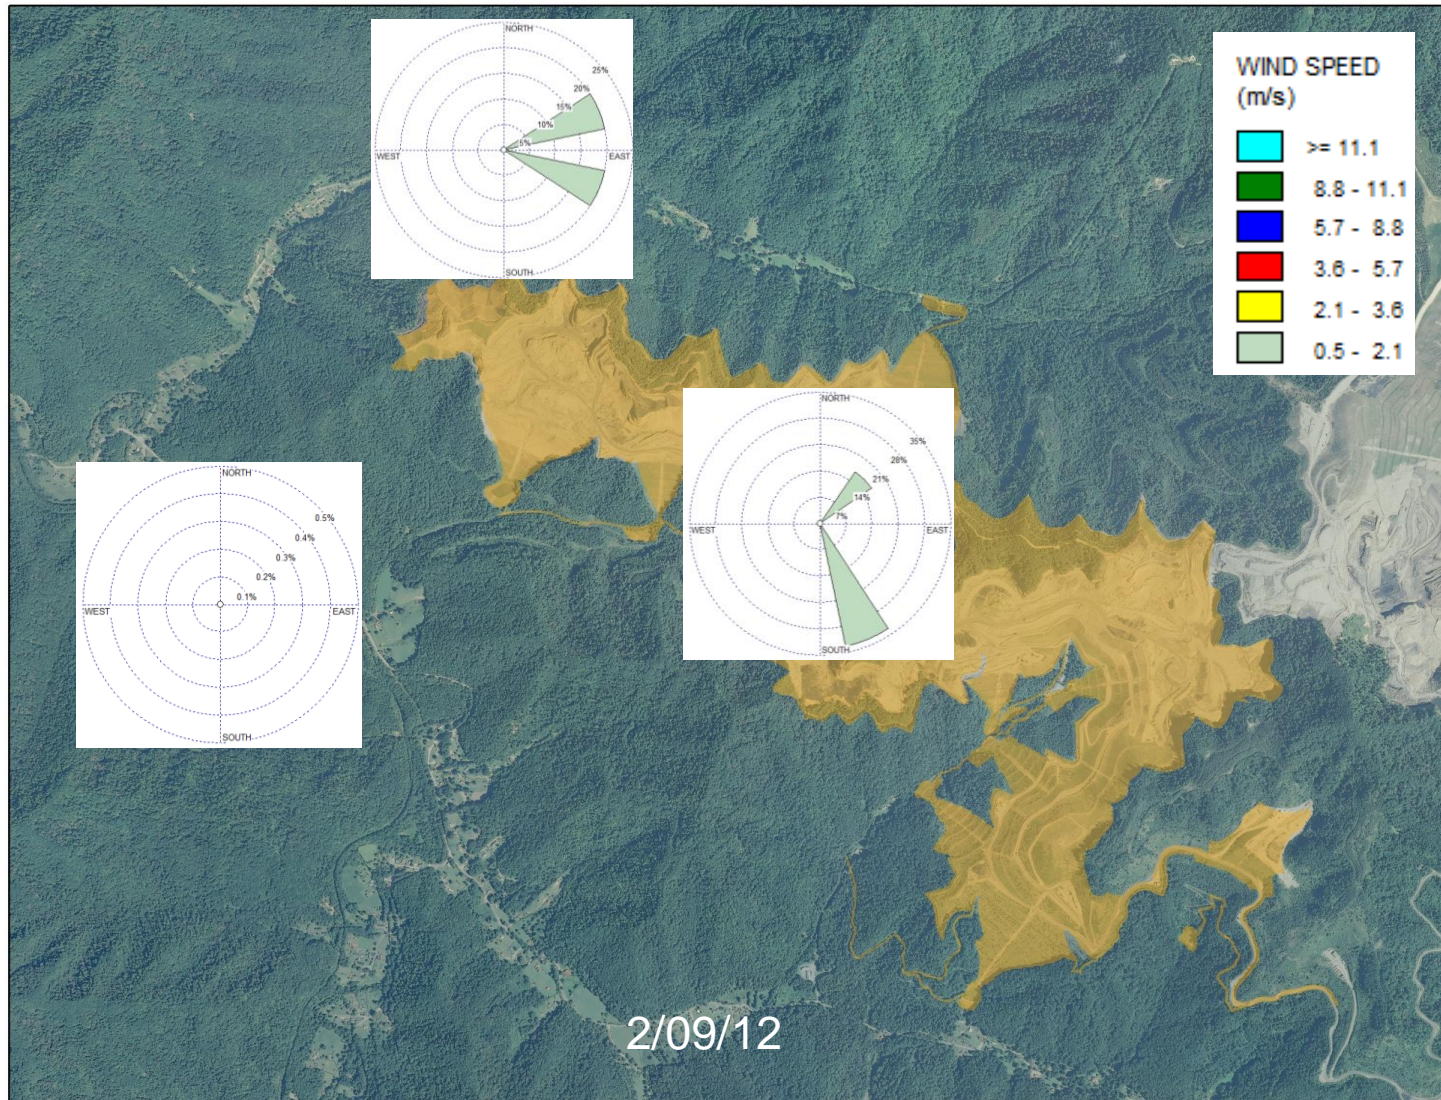 NORTH
25%
20%
15%
10%
5%
WEST
EAST
SOUTH
WIND SPEED
(m/s)
>= 11.1
8.8 - 11.1
5.7 - 8.8
3.6 - 5.7
2.1 - 3.6
0.5 - 2.1
NORTH
35%
28%
21%
14%
7%
WEST
EAST
SOUTH
NORTH
0.5%
0.4%
0.3%
0.2%
0.1%
WEST
EAST
SOUTH
2/09/12